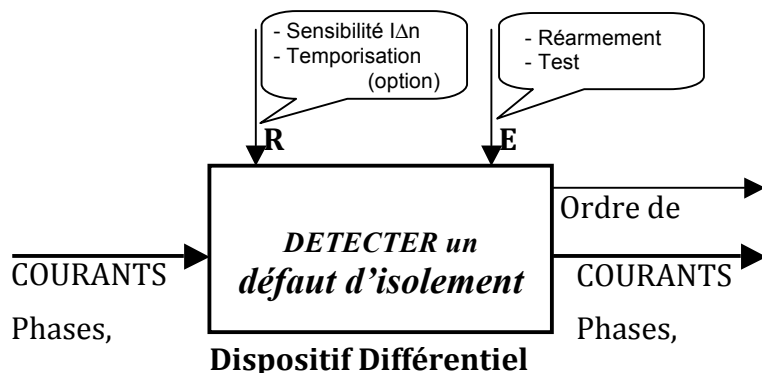 - Sensibilité IΔn
- Temporisation
(option)
- Réarmement
- Test
R
E
DETECTER un
défaut d'isolement
Ordre de
COURANTS
Phases,
COURANTS
Phases,
Dispositif Différentiel